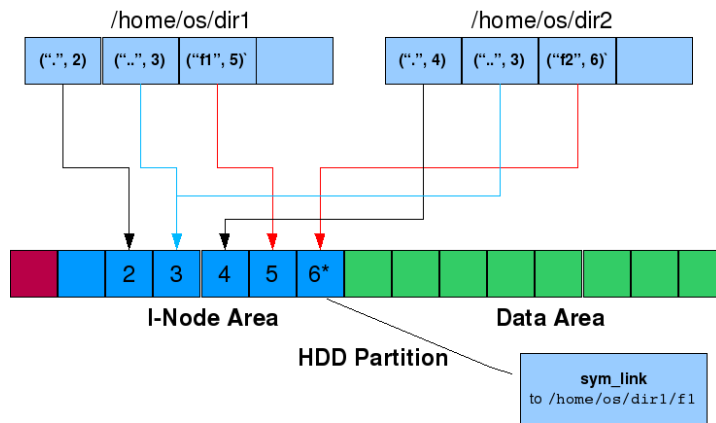 /home/os/dir1
/home/os/dir2
(“.”, 2)
(“..”, 3)
(“f1”, 5)`
(“.”, 4)
(“..”, 3)
(“f2”, 6)`
2
3
4
5
6*
I-Node Area
Data Area
HDD Partition
sym_link
to /home/os/dir1/f1